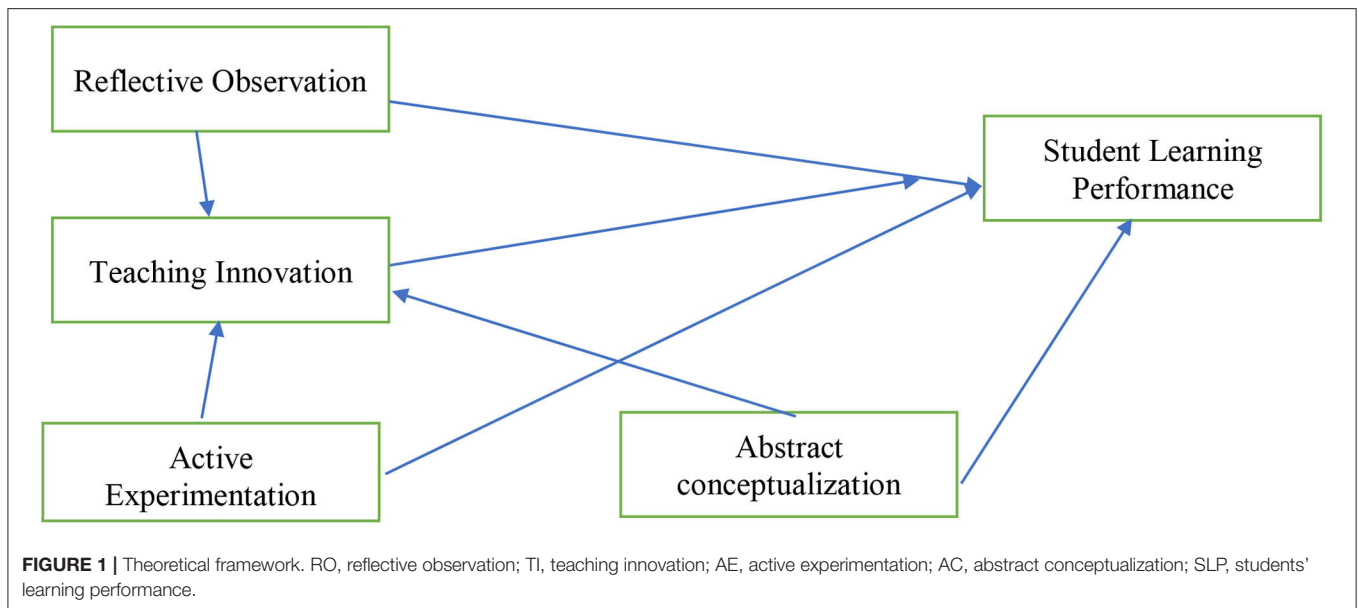 Reflective Observation
Student Learning
Performance
Teaching Innovation
Active
Experimentation
Abstract
conceptualization
FIGURE 1 | Theoretical framework. RO, reflective observation; TI, teaching innovation; AE, active experimentation; AC, abstract conceptualization; SLP, students’
learning performance.